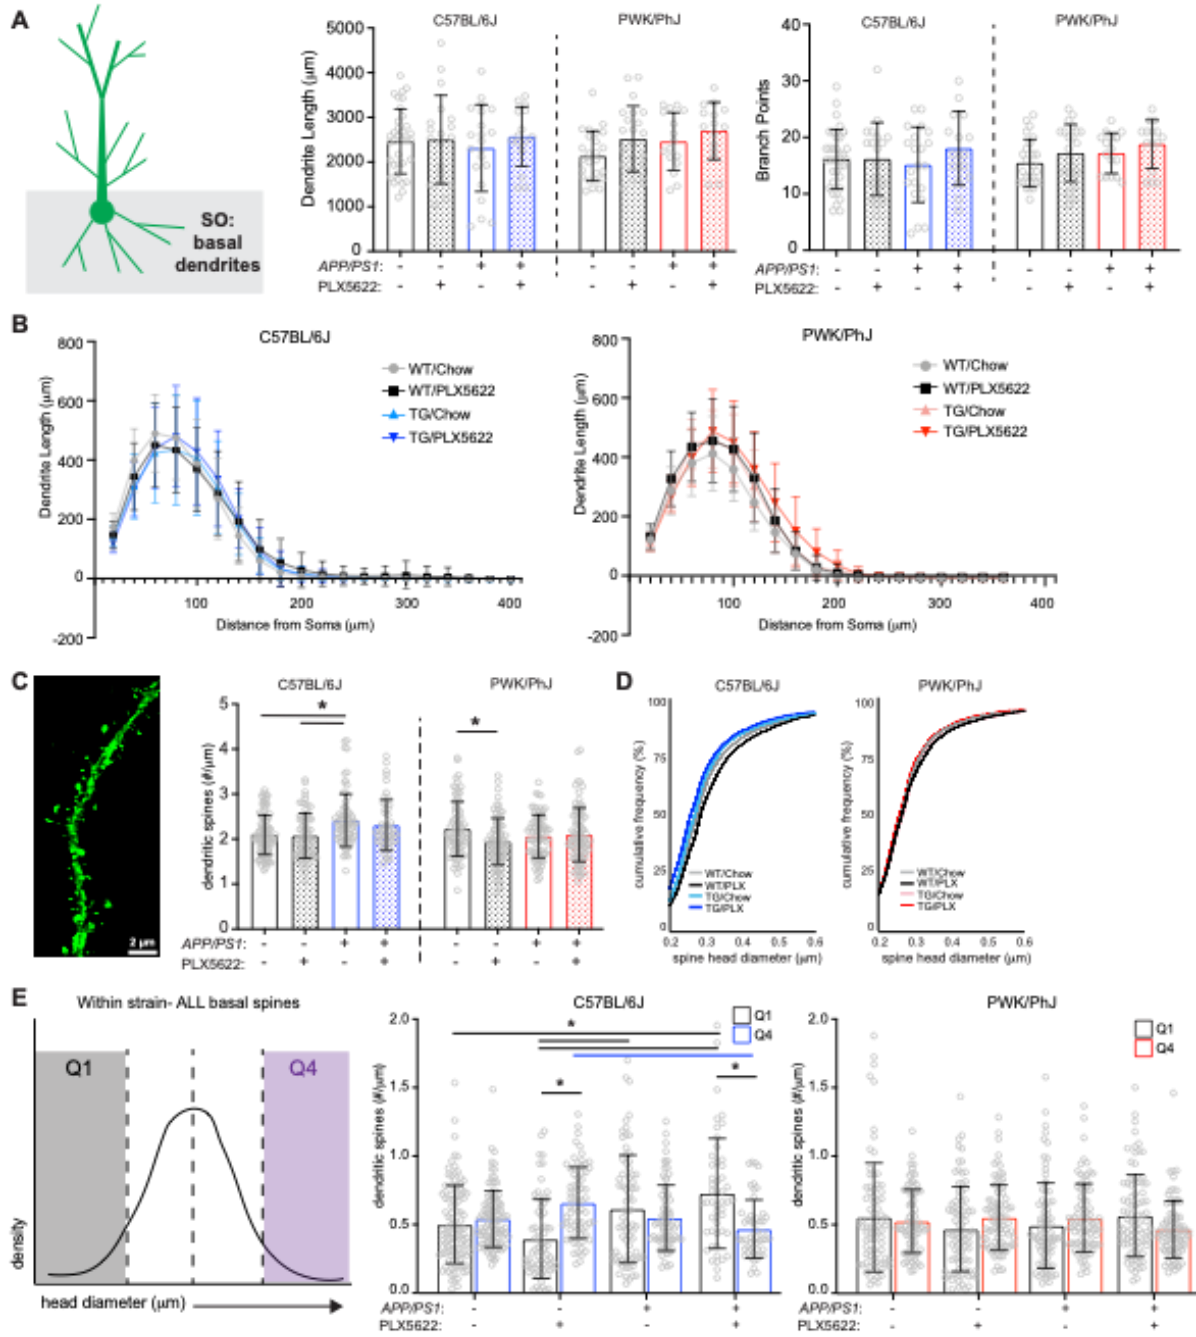 A
SO:
basal
dendrites
C57BL/6J
PWK/PhJ
Dendrite Length (μm)
5000
4000
3000
2000
1000
0
APP/PS1: - - + + - - + +
PLX5622: - + - + - + - +
C57BL/6J
PWK/PhJ
Branch Points
40
30
20
10
0
APP/PS1: - - + + - - + +
PLX5622: - + - + - + - +
B
C57BL/6J
Dendrite Length (μm)
800
600
400
200
0
-200
100 200 300 400
Distance from Soma (μm)
WT/Chow
WT/PLX5622
TG/Chow
TG/PLX5622
PWK/PhJ
Dendrite Length (μm)
800
600
400
200
0
-200
100 200 300 400
Distance from Soma (μm)
WT/Chow
WT/PLX5622
TG/Chow
TG/PLX5622
C
2 μm
C57BL/6J
PWK/PhJ
dendritic spines (#/μm)
5
4
3
2
1
0
*
*
APP/PS1: - - + + - - + +
PLX5622: - + - + - + - +
D
C57BL/6J
cumulative frequency (%)
100
75
50
25
0
0.2 0.3 0.4 0.5 0.6
spine head diameter (μm)
WT/Chow
WT/PLX
TG/Chow
TG/PLX
PWK/PhJ
cumulative frequency (%)
100
75
50
25
0
0.2 0.3 0.4 0.5 0.6
spine head diameter (μm)
WT/Chow
WT/PLX
TG/Chow
TG/PLX
E
Within strain- ALL basal spines
Q1
Q4
density
head diameter (μm)
C57BL/6J
Q1
Q4
dendritic spines (#/μm)
2.0
1.5
1.0
0.5
0.0
*
*
*
APP/PS1: - - + +
PLX5622: - + - +
PWK/PhJ
Q1
Q4
dendritic spines (#/μm)
2.0
1.5
1.0
0.5
0.0
APP/PS1: - - + +
PLX5622: - + - +